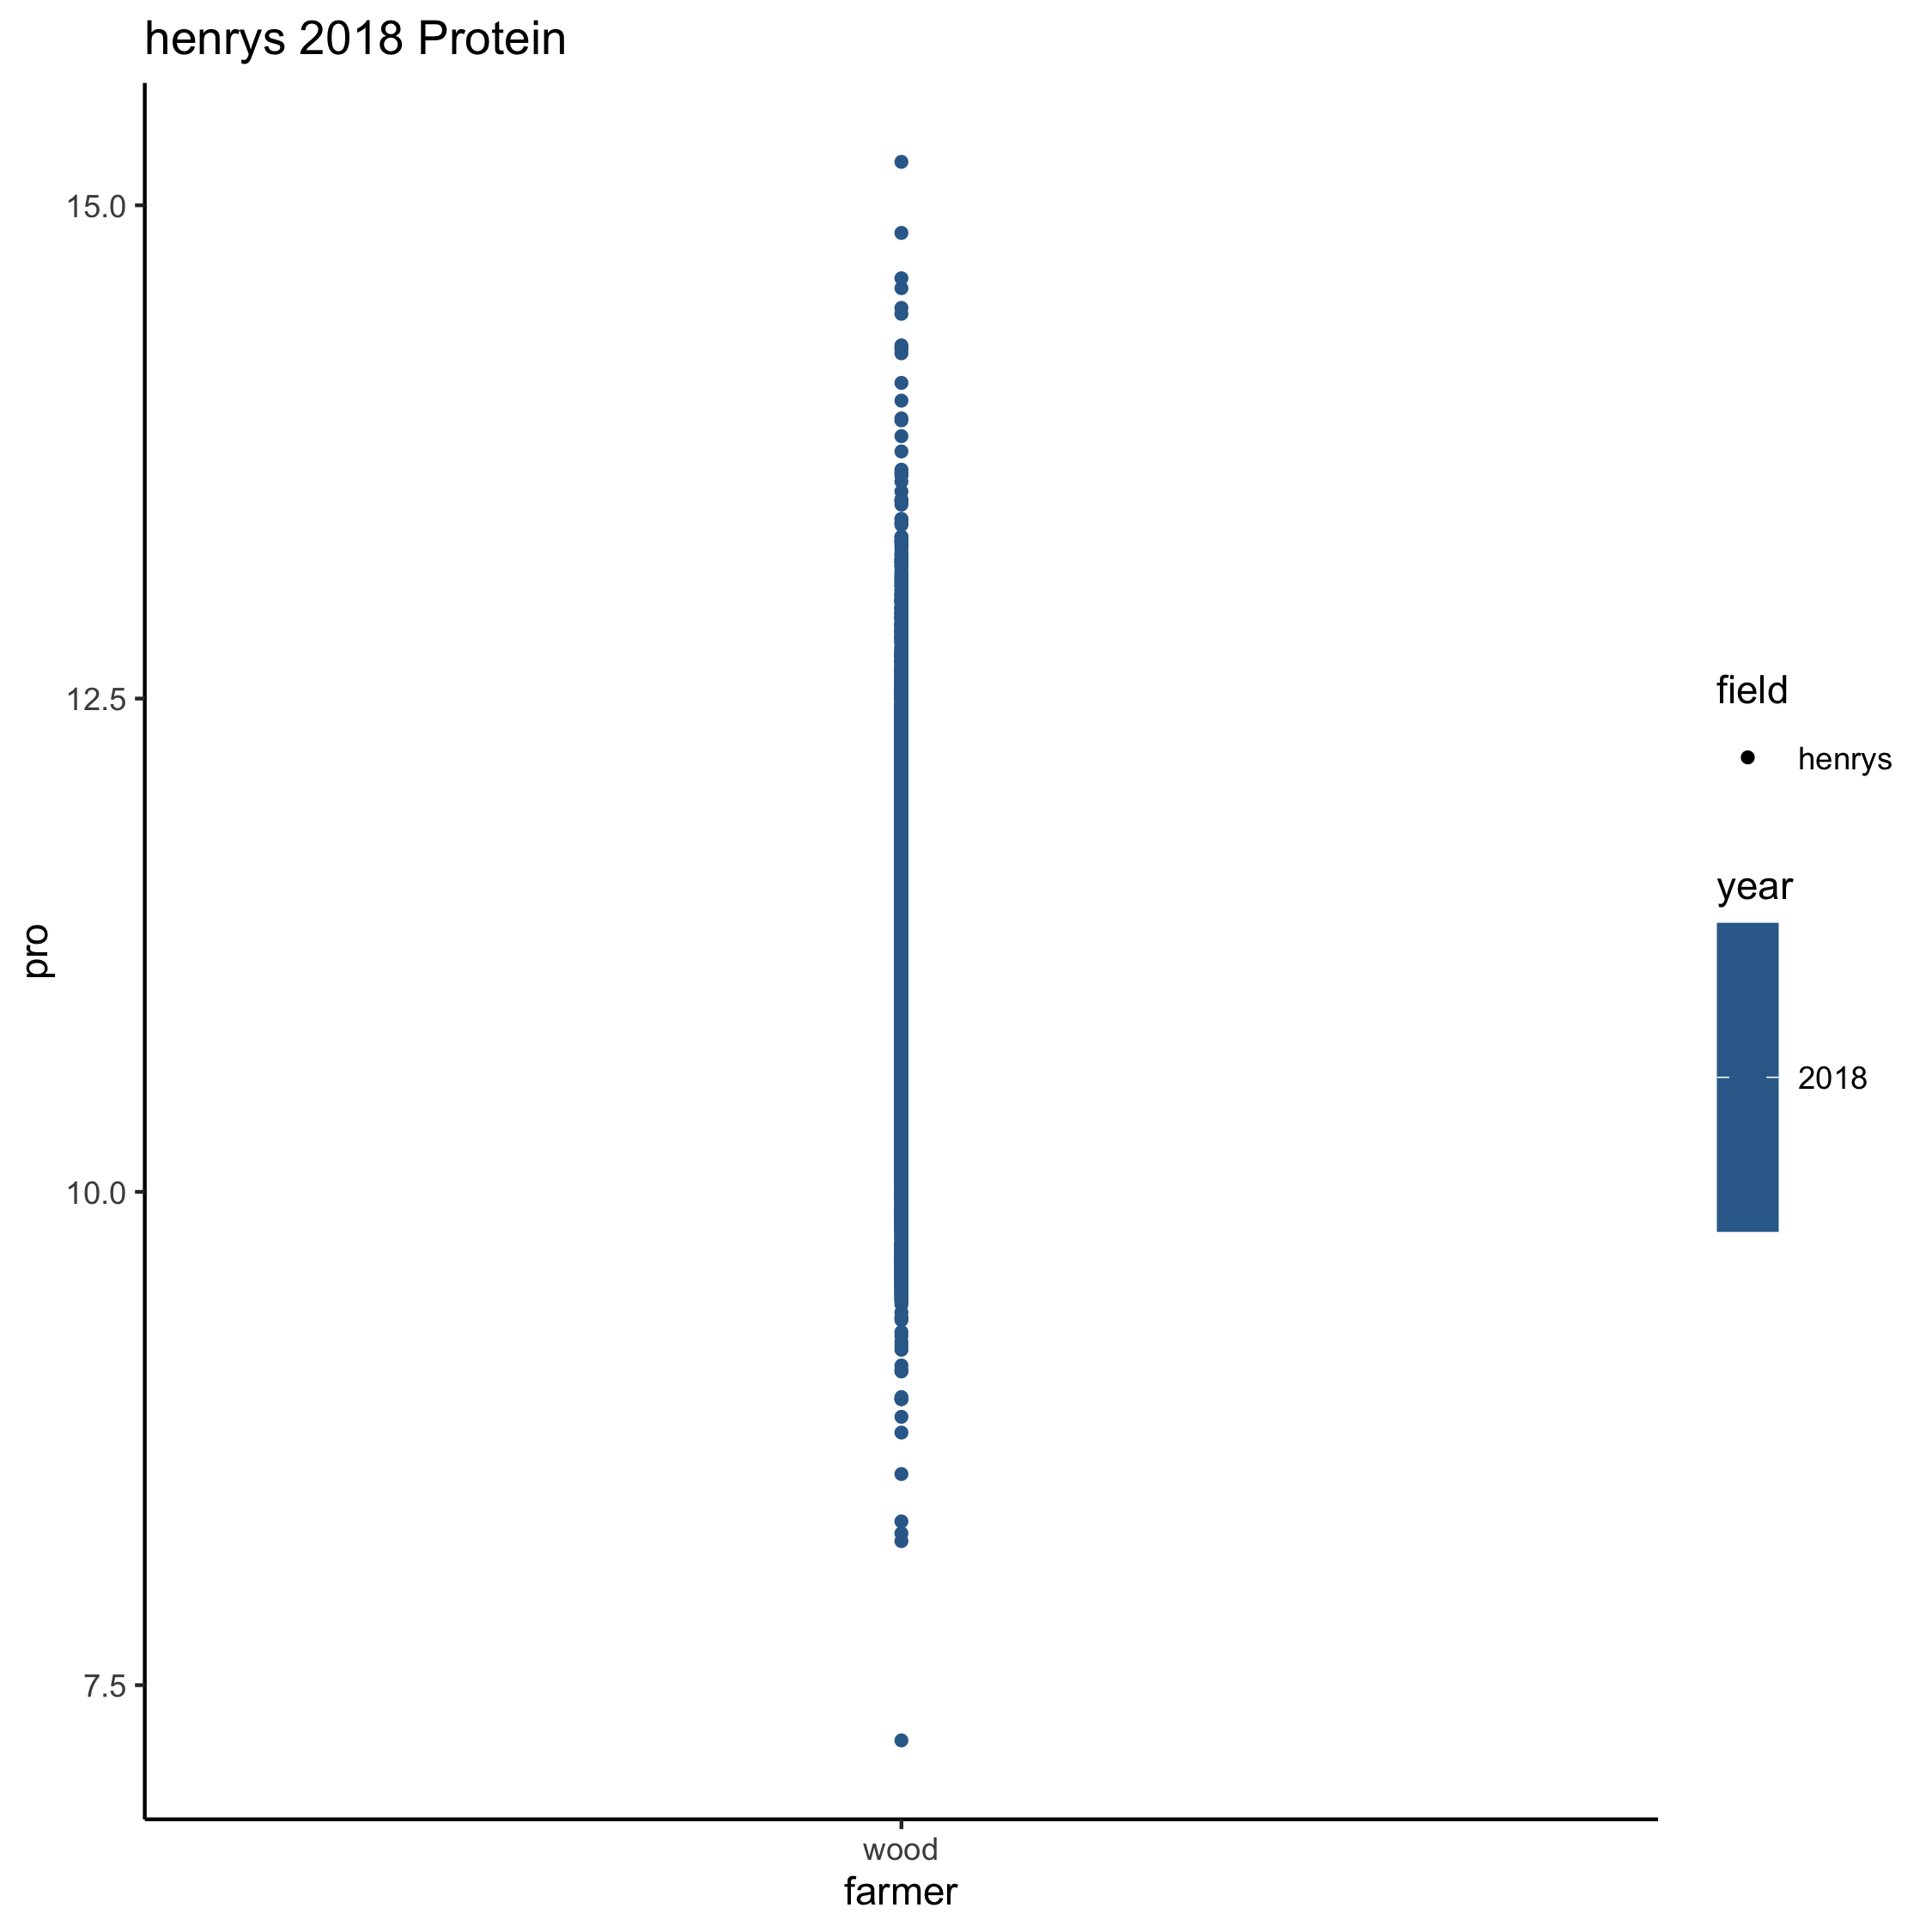 henrys 2018 Protein
15.0
12.5
10.0
7.5
pro
wood
farmer
field
henrys
year
2018